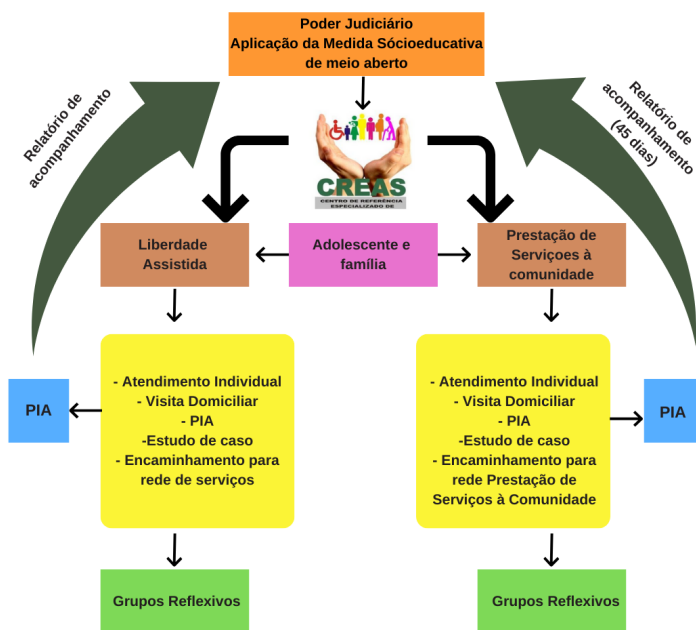 Poder Judiciário
Aplicação da Medida Sócioeducativa
de meio aberto
Relatório de
acompanhamento
Relatório de
acompanhamento
(45 dias)
CREAS
CENTRO DE REFERÊNCIA
ESPECIALIZADO DE
Liberdade
Assistida
Adolescente e
família
Prestação de
Serviçoes à
comunidade
PIA
- Atendimento Individual
- Visita Domiciliar
- PIA
-Estudo de caso
- Encaminhamento para
rede de serviços
- Atendimento Individual
- Visita Domiciliar
- PIA
-Estudo de caso
- Encaminhamento para
rede Prestação de
Serviços à Comunidade
PIA
Grupos Reflexivos
Grupos Reflexivos